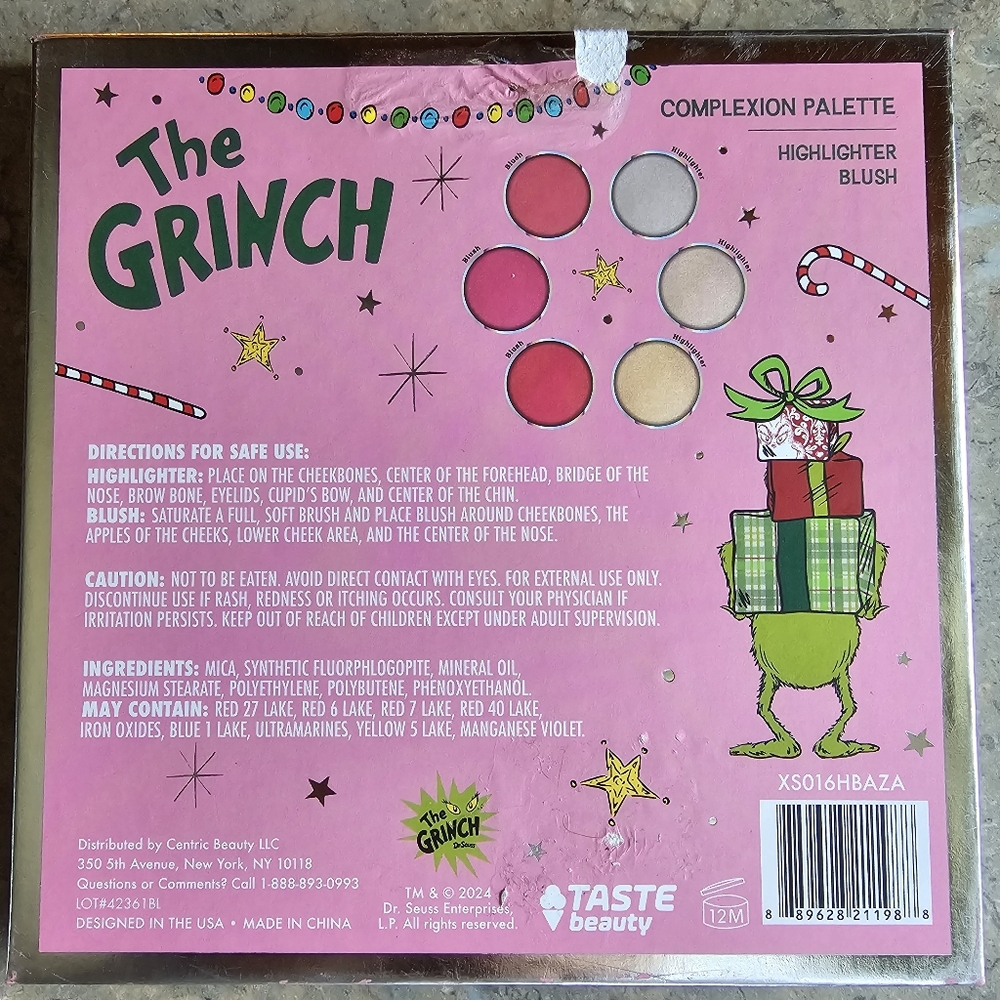 The
GRINCH
COMPLEXION PALETTE
HIGHLIGHTER
BLUSH
Blush
Highlighter
Blush
Highlighter
Blush
Highlighter
DIRECTIONS FOR SAFE USE:
HIGHLIGHTER: PLACE ON THE CHEEKBONES, CENTER OF THE FOREHEAD, BRIDGE OF THE
NOSE, BROW BONE, EYELIDS, CUPID'S BOW, AND CENTER OF THE CHIN.
BLUSH: SATURATE A FULL, SOFT BRUSH AND PLACE BLUSH AROUND CHEEKBONES, THE
APPLES OF THE CHEEKS, LOWER CHEEK AREA, AND THE CENTER OF THE NOSE.
CAUTION: NOT TO BE EATEN. AVOID DIRECT CONTACT WITH EYES. FOR EXTERNAL USE ONLY.
DISCONTINUE USE IF RASH, REDNESS OR ITCHING OCCURS. CONSULT YOUR PHYSICIAN IF
IRRITATION PERSISTS. KEEP OUT OF REACH OF CHILDREN EXCEPT UNDER ADULT SUPERVISION.
INGREDIENTS: MICA, SYNTHETIC FLUORPHLOGOPITE, MINERAL OIL,
MAGNESIUM STEARATE, POLYETHYLENE, POLYBUTENE, PHENOXYETHANOL.
MAY CONTAIN: RED 27 LAKE, RED 6 LAKE, RED 7 LAKE, RED 40 LAKE,
IRON OXIDES, BLUE 1 LAKE, ULTRAMARINES, YELLOW 5 LAKE, MANGANESE VIOLET.
Distributed by Centric Beauty LLC
350 5th Avenue, New York, NY 10118
Questions or Comments? Call 1-888-893-0993
LOT#42361BL
DESIGNED IN THE USA • MADE IN CHINA
The
GRINCH
Dr. Seuss
TM & © 2024
Dr. Seuss Enterprises,
L.P. All rights reserved.
TASTE
beauty
12M
XS016HBAZA
8 89628 21198 8